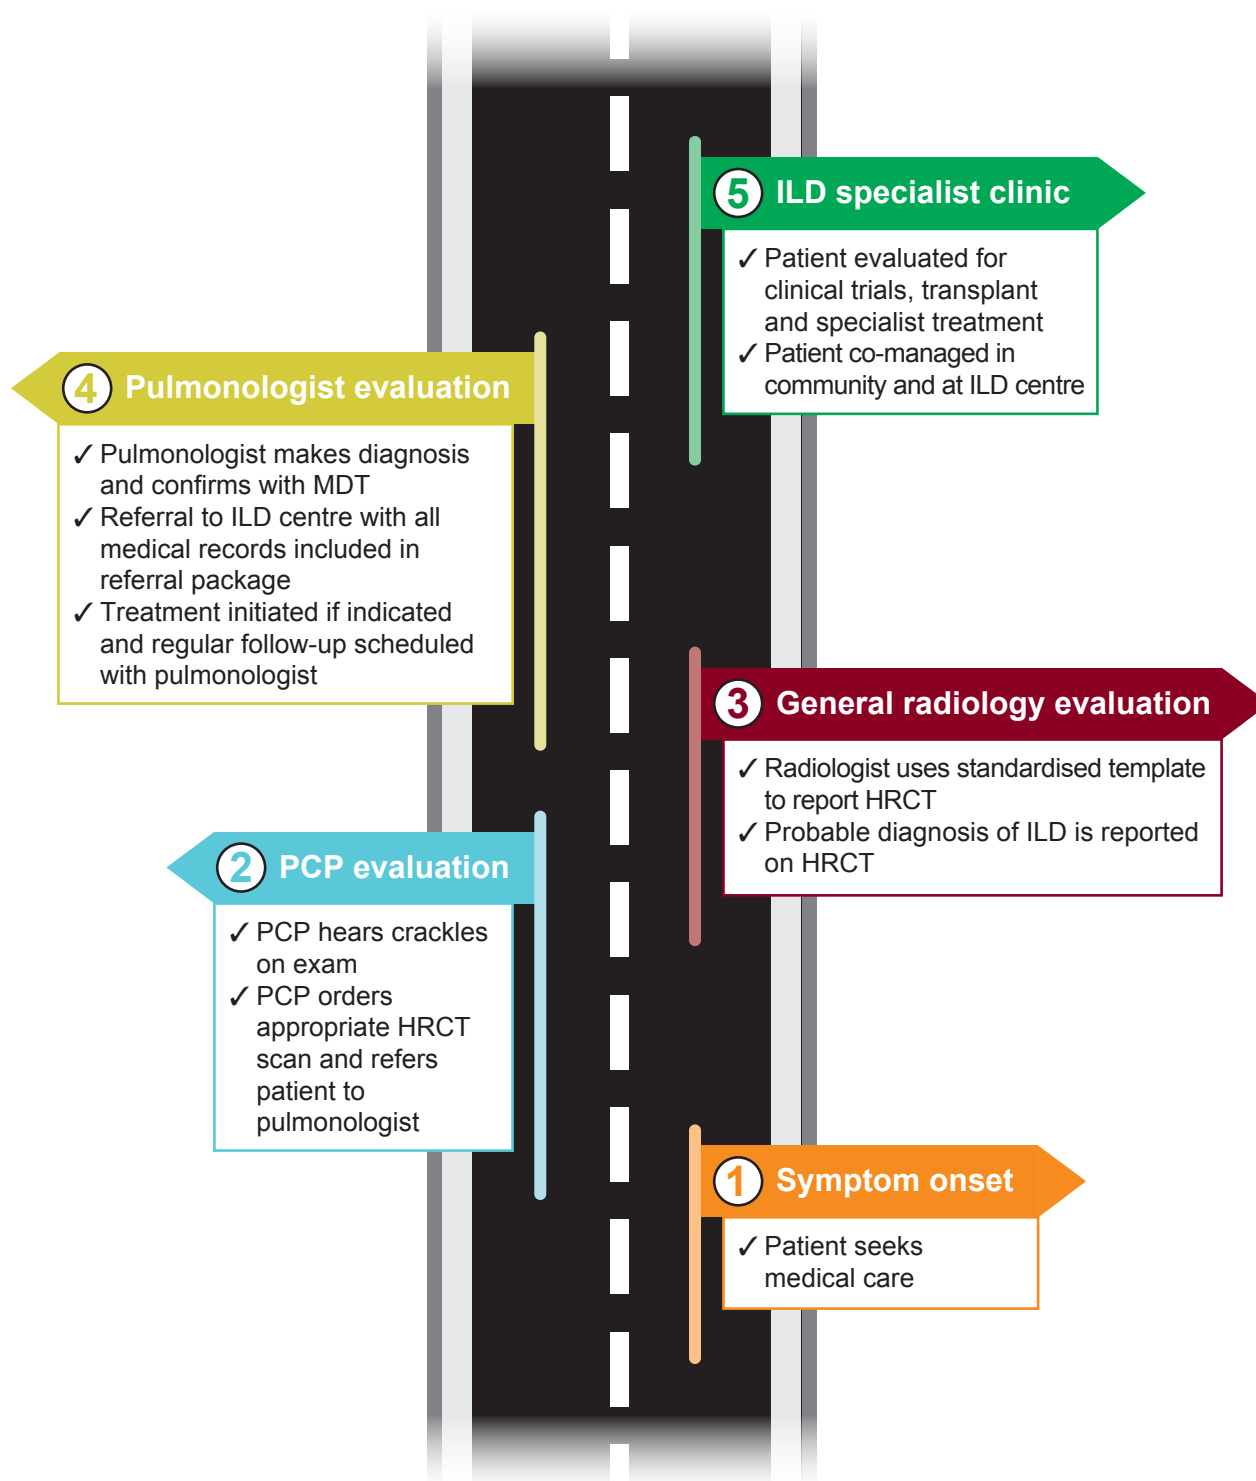 5 ILD specialist clinic
✓ Patient evaluated for
clinical trials, transplant
and specialist treatment
✓ Patient co-managed in
community and at ILD centre
4 Pulmonologist evaluation
✓ Pulmonologist makes diagnosis
and confirms with MDT
✓ Referral to ILD centre with all
medical records included in
referral package
✓ Treatment initiated if indicated
and regular follow-up scheduled
with pulmonologist
3 General radiology evaluation
✓ Radiologist uses standardised template
to report HRCT
✓ Probable diagnosis of ILD is reported
on HRCT
2 PCP evaluation
✓ PCP hears crackles
on exam
✓ PCP orders
appropriate HRCT
scan and refers
patient to
pulmonologist
1 Symptom onset
✓ Patient seeks
medical care